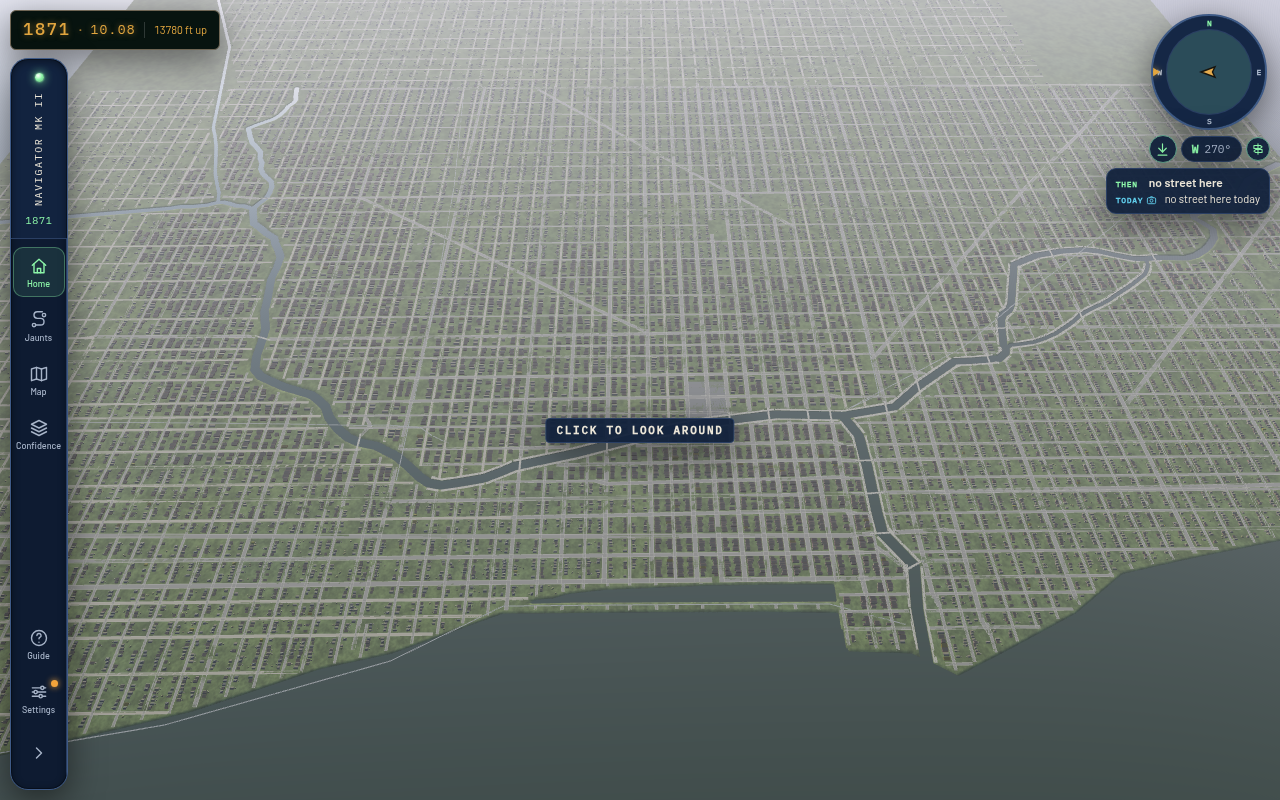 1871 · 10.08 13780 ft up
NAVIGATOR MK II
1871
Home
Jaunts
Map
Confidence
Guide
Settings
CLICK TO LOOK AROUND
N
W E
S
W 270°
THEN no street here
TODAY no street here today